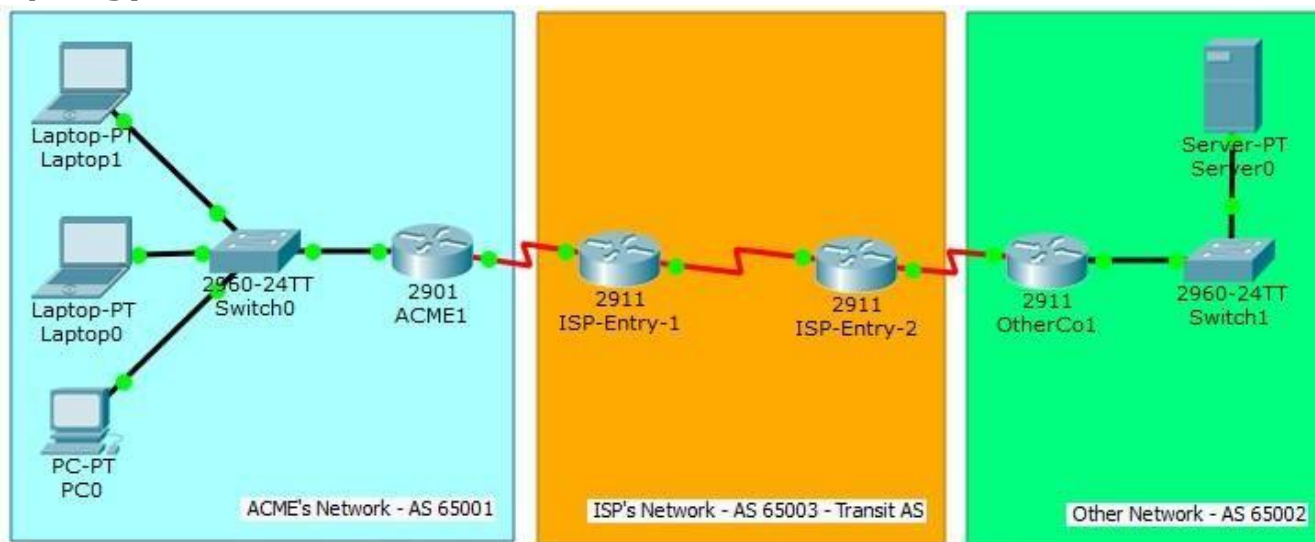 Laptop-PT
Laptop1
Laptop-PT
Laptop0
PC-PT
PC0
2960-24TT
Switch0
2901
ACME1
ACME's Network - AS 65001
2911
ISP-Entry-1
2911
ISP-Entry-2
ISP's Network - AS 65003 - Transit AS
2911
OtherCo1
Server-PT
Server0
2960-24TT
Switch1
Other Network - AS 65002